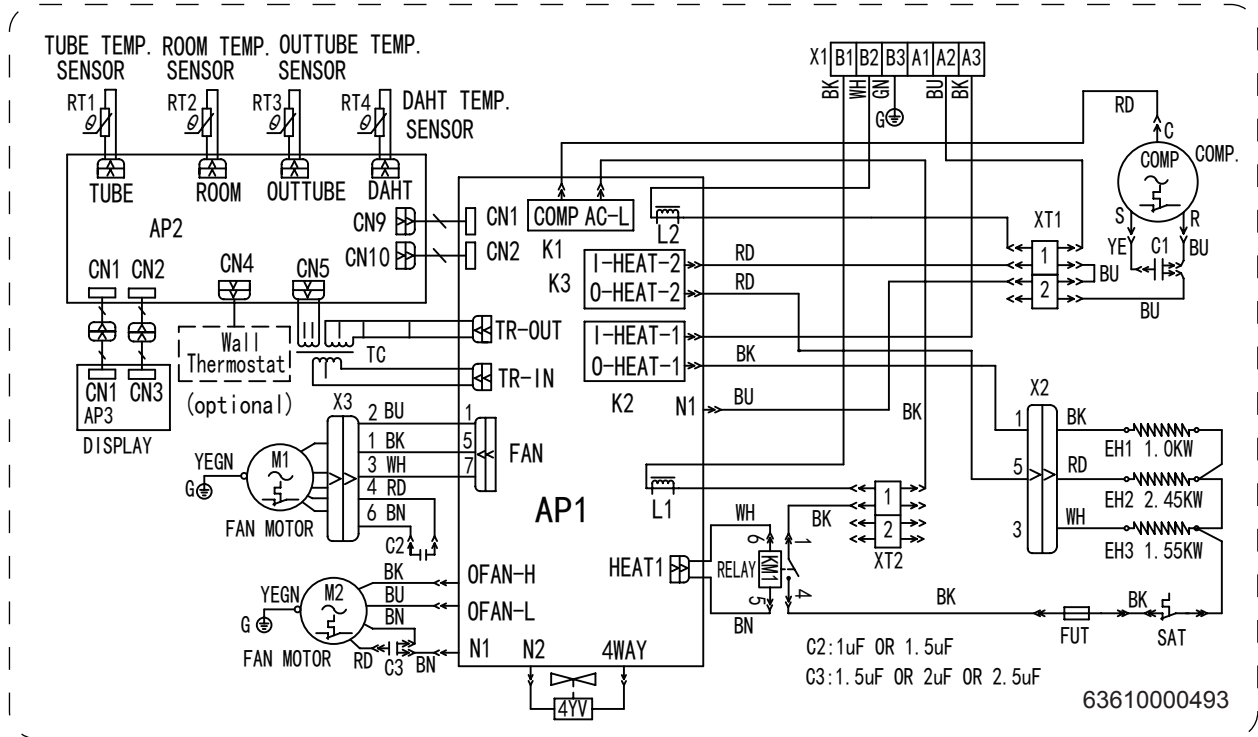 TUBE TEMP. SENSOR
ROOM TEMP. SENSOR
OUTTUBE TEMP. SENSOR
RT1
RT2
RT3
RT4
DAHT TEMP. SENSOR
θ
θ
θ
θ
TUBE
ROOM
OUTTUBE
DAHT
AP2
CN9
CN10
CN1
CN2
CN1
CN2
CN4
CN5
Wall Thermostat
(optional)
TC
TR-OUT
TR-IN
CN1
CN3
AP3
DISPLAY
X3
2 BU
1 BK
3 WH
4 RD
6 BN
1
5
7
FAN
YEGN
G
M1
FAN MOTOR
C2
YEGN
G
M2
FAN MOTOR
BK
BU
BN
RD
C3
BN
OFAN-H
OFAN-L
N1
N2
4WAY
4YV
AP1
COMP AC-L
K1
K3
I-HEAT-2
O-HEAT-2
I-HEAT-1
O-HEAT-1
K2
N1
L2
L1
HEAT1
X1
B1
B2
B3
A1
A2
A3
BK
WH
GN
BU
BK
G
RD
RD
BK
BU
BK
RD
C
COMP
COMP.
S
R
YE
C1
BU
BU
BU
XT1
1
2
WH
BN
RELAY
KM1
6
5
1
4
BK
1
2
XT2
X2
1
5
3
BK
RD
WH
EH1 1.0KW
EH2 2.45KW
EH3 1.55KW
BK
FUT
BK
SAT
C2:1uF OR 1.5uF
C3:1.5uF OR 2uF OR 2.5uF
63610000493